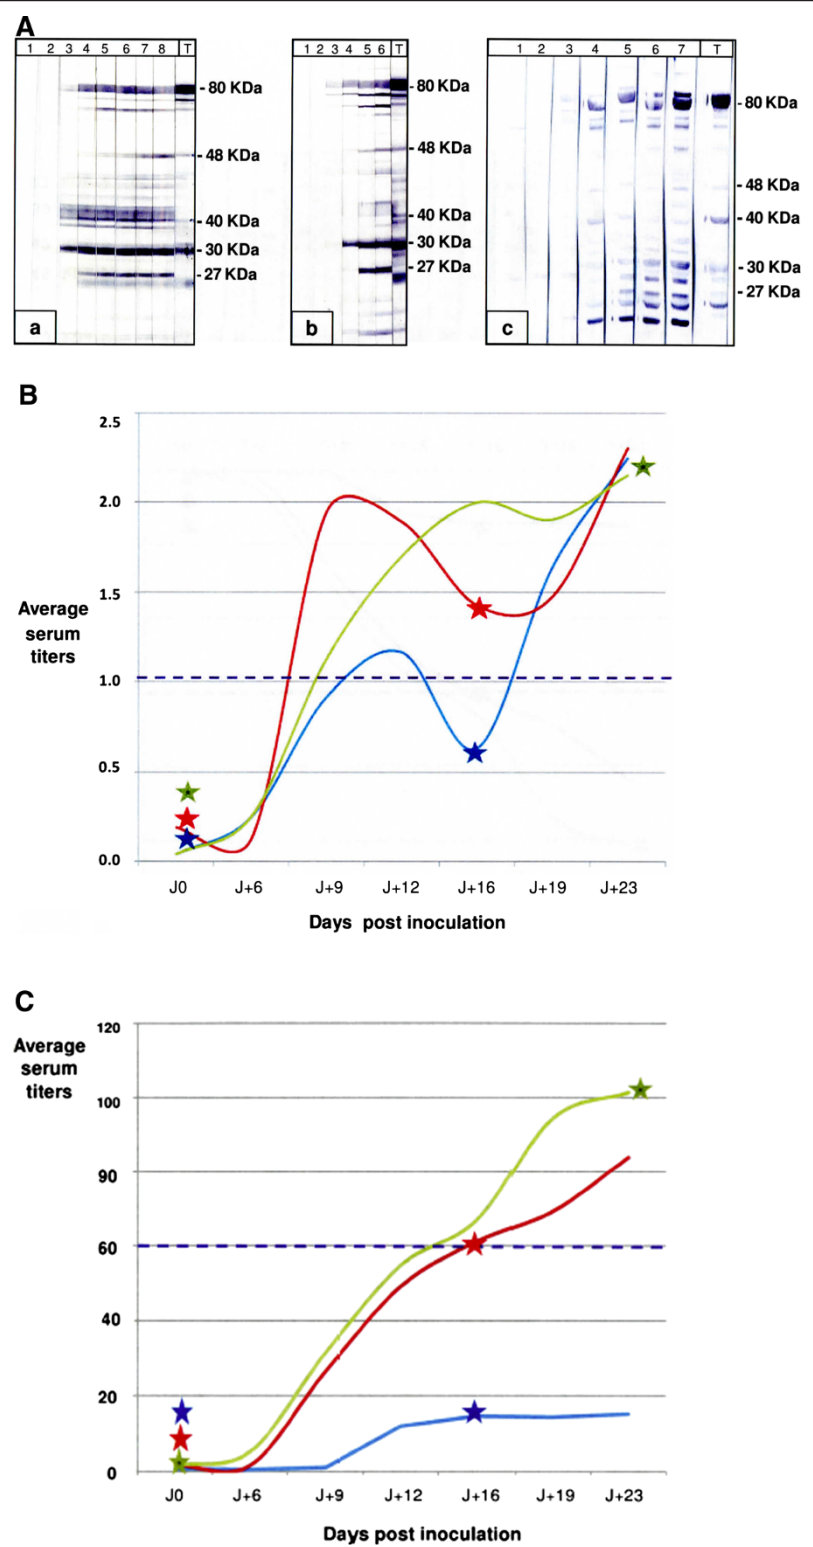 A
1 2 3 4 5 6 7 8 T
80 KDa
48 KDa
40 KDa
30 KDa
27 KDa
a
1 2 3 4 5 6 T
80 KDa
48 KDa
40 KDa
30 KDa
27 KDa
b
1 2 3 4 5 6 7 T
80 KDa
48 KDa
40 KDa
30 KDa
27 KDa
c
B
2.5
2.0
1.5
Average
serum
titers
1.0
0.5
0.0
J0 J+6 J+9 J+12 J+16 J+19 J+23
Days post inoculation
C
120
Average
serum
titers
100
90
60
40
20
0
J0 J+6 J+9 J+12 J+16 J+19 J+23
Days post inoculation